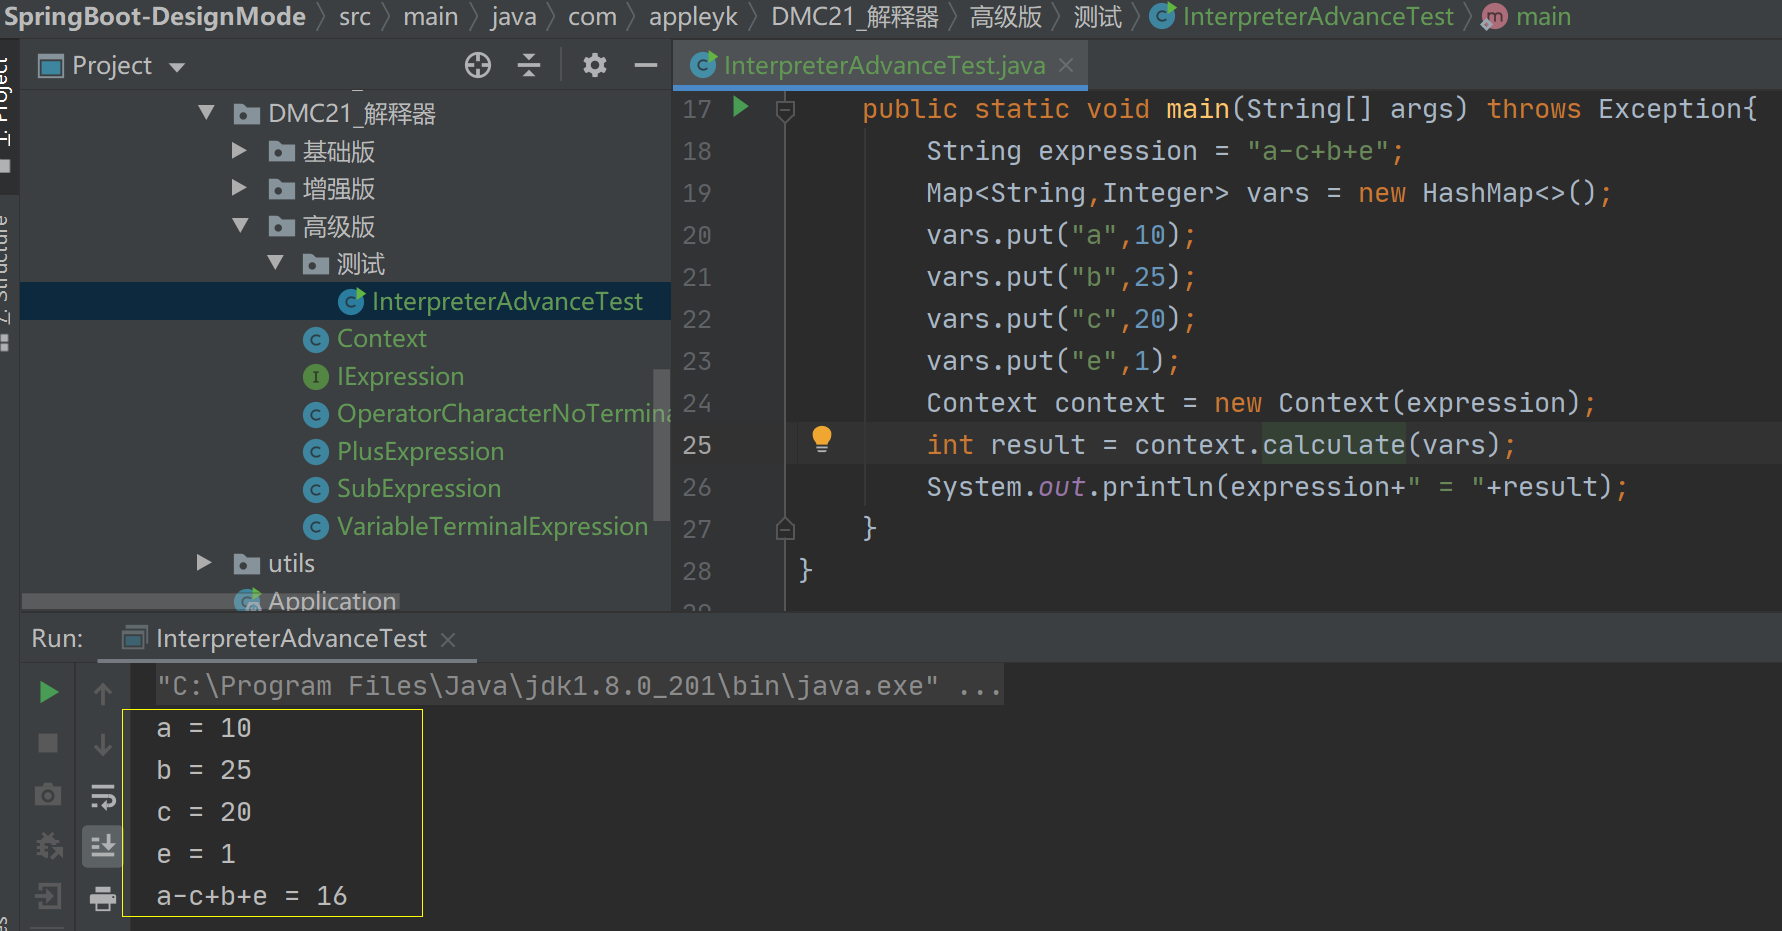 SpringBoot-DesignMode src main java com appleyk DMC21_解释器 高级版 测试 InterpreterAdvanceTest main
Project
InterpreterAdvanceTest.java
1: Project
Z: Structure
DMC21_解释器
基础版
增强版
高级版
测试
InterpreterAdvanceTest
Context
IExpression
OperatorCharacterNoTermina
PlusExpression
SubExpression
VariableTerminalExpression
utils
Application
17 public static void main(String[] args) throws Exception{
18 String expression = "a-c+b+e";
19 Map<String,Integer> vars = new HashMap<>();
20 vars.put("a",10);
21 vars.put("b",25);
22 vars.put("c",20);
23 vars.put("e",1);
24 Context context = new Context(expression);
25 int result = context.calculate(vars);
26 System.out.println(expression+" = "+result);
27 }
28 }
Run: InterpreterAdvanceTest
"C:\Program Files\Java\jdk1.8.0_201\bin\java.exe" ...
a = 10
b = 25
c = 20
e = 1
a-c+b+e = 16